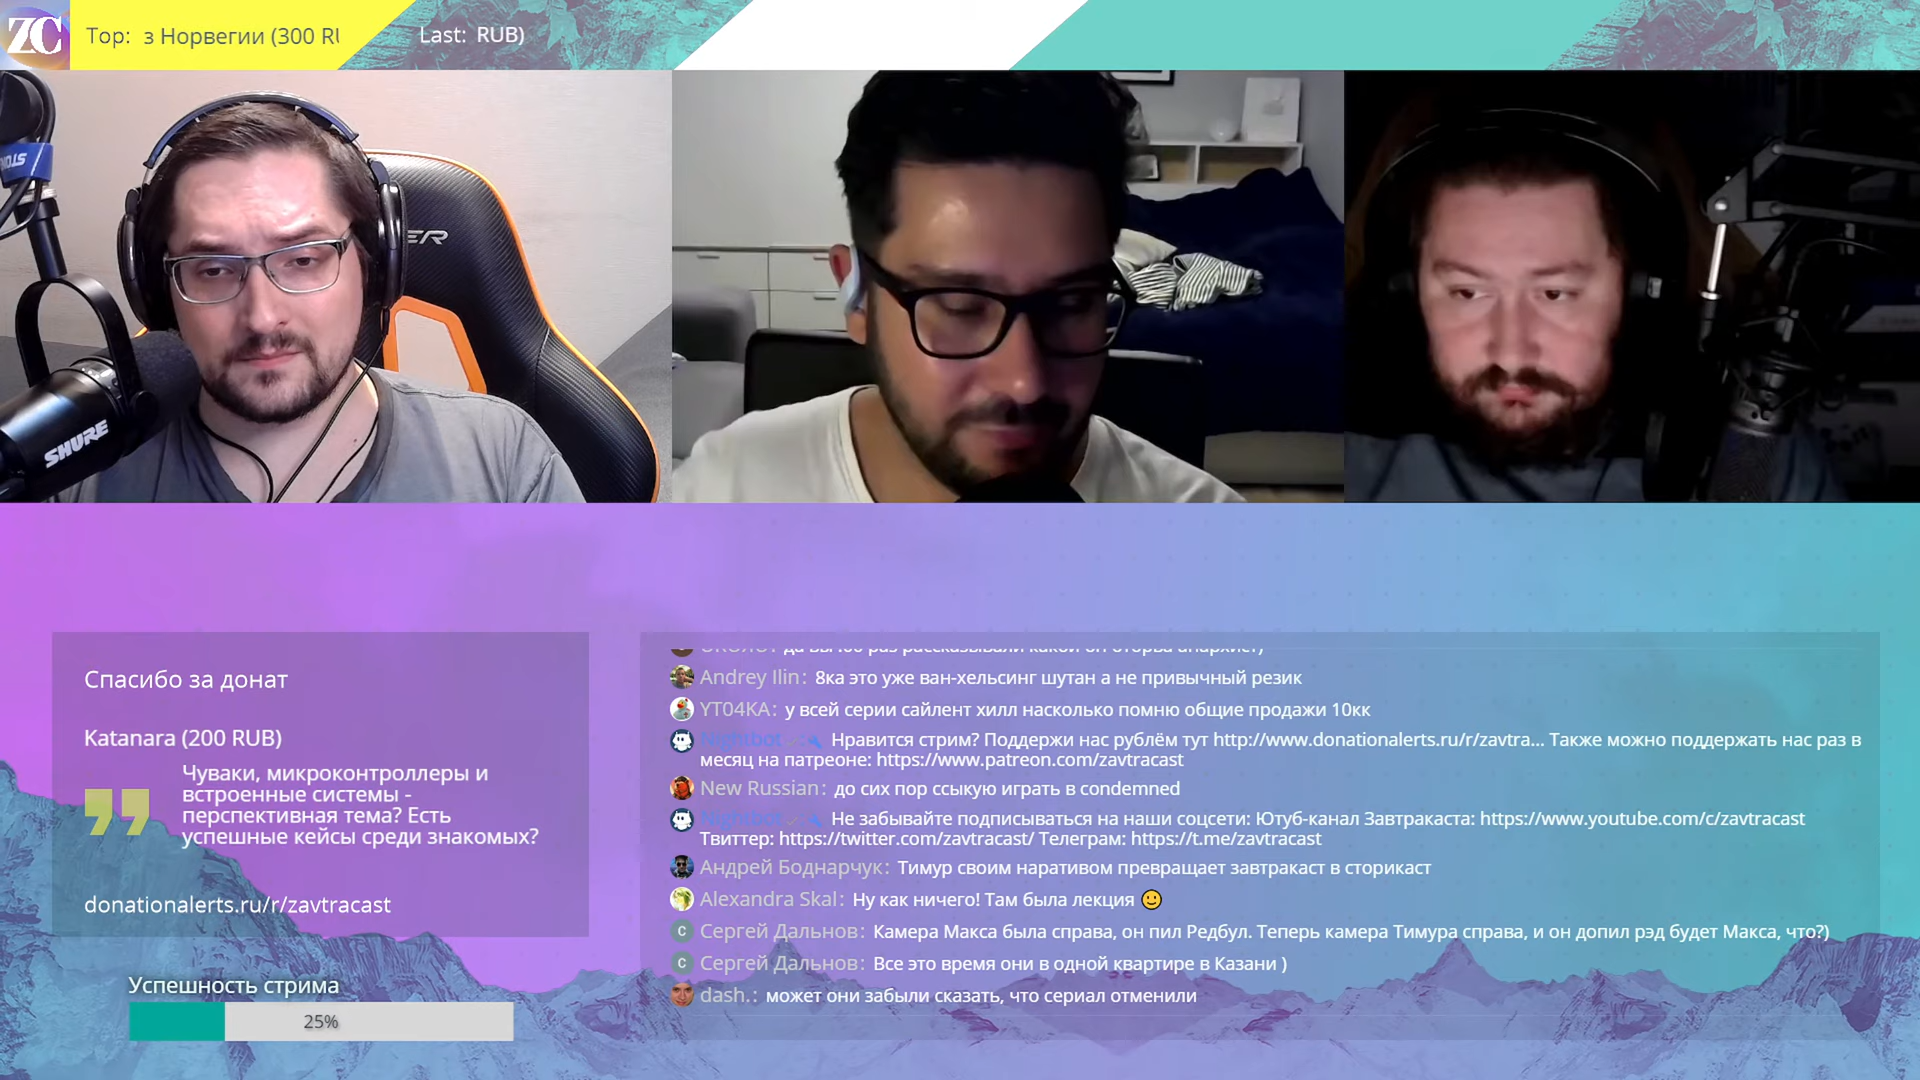 ZC
Top: з Норвегии (300 RU
Last: RUB)
SHURE
Спасибо за донат
Katanara (200 RUB)
Чуваки, микроконтроллеры и
встроенные системы -
перспективная тема? Есть
успешные кейсы среди знакомых?
donationalerts.ru/r/zavtracast
Успешность стрима
25%
Andrey Ilin: 8ка это уже ван-хельсинг шутан а не привычный резик
YT04KA: у всей серии сайлент хилл насколько помню общие продажи 10кк
Nightbot: Нравится стрим? Поддержи нас рублём тут http://www.donationalerts.ru/r/zavtra... Также можно поддержать нас раз в
месяц на патреоне: https://www.patreon.com/zavtracast
New Russian: до сих пор ссыкую играть в condemned
Nightbot: Не забывайте подписываться на наши соцсети: Ютуб-канал Завтракаста: https://www.youtube.com/c/zavtracast
Твиттер: https://twitter.com/zavtracast/ Телеграм: https://t.me/zavtracast
Андрей Боднарчук: Тимур своим наративом превращает завтракаст в сторикаст
Alexandra Skal: Ну как ничего! Там была лекция
С Сергей Дальнов: Камера Макса была справа, он пил Редбул. Теперь камера Тимура справа, и он допил рэд будет Макса, что?)
С Сергей Дальнов: Все это время они в одной квартире в Казани )
dash.: может они забыли сказать, что сериал отменили